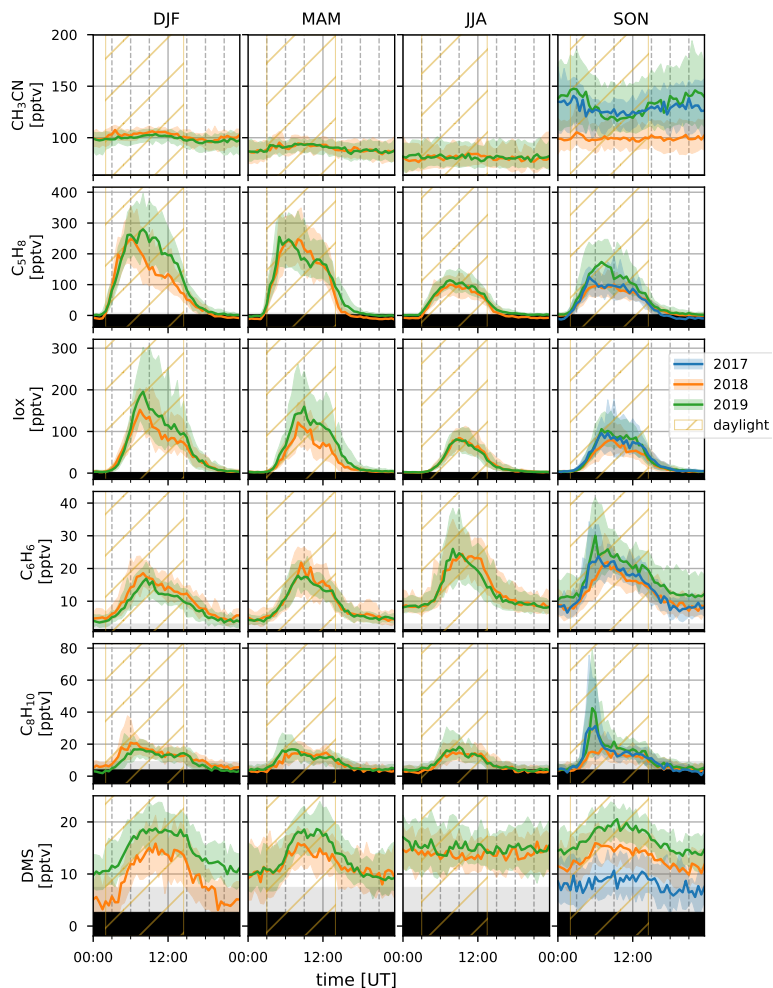 DJF MAM JJA SON
CH₃CN
[pptv]
200
150
100
C₅H₈
[pptv]
400
300
200
100
0
Iox
[pptv]
300
200
100
0
2017
2018
2019
daylight
C₆H₆
[pptv]
40
30
20
10
C₈H₁₀
[pptv]
80
60
40
20
0
DMS
[pptv]
20
10
0
00:00 12:00 00:00 12:00 00:00 12:00 00:00 12:00
time [UT]